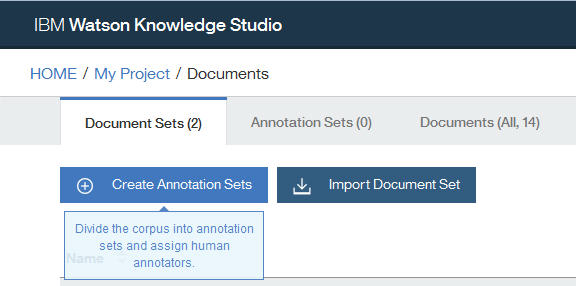 IBM Watson Knowledge Studio
HOME / My Project / Documents
Document Sets (2) Annotation Sets (0) Documents (All, 14)
Create Annotation Sets Import Document Set
Divide the corpus into annotation
sets and assign human
annotators.
Name